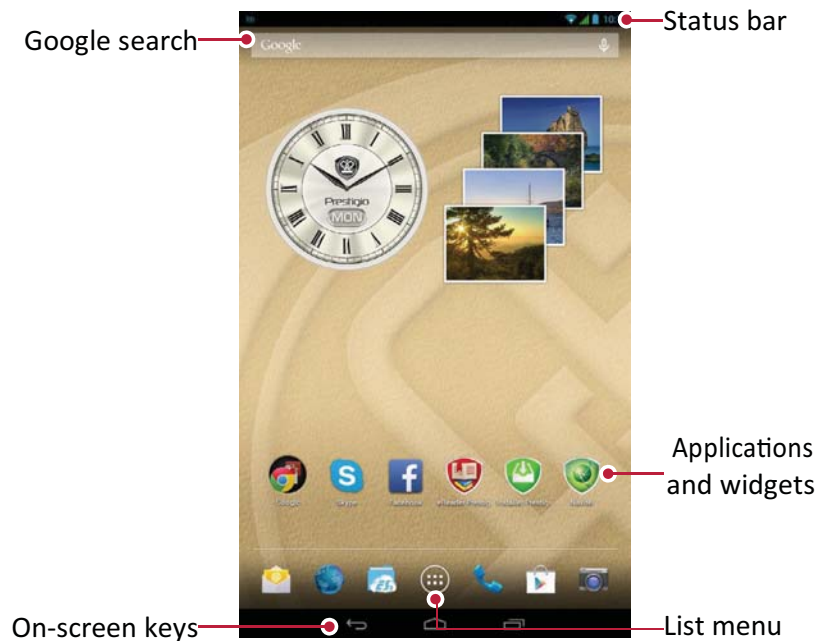 Status bar
Google search
Google
Prestigio
MON
Applications
and widgets
On-screen keys
List menu